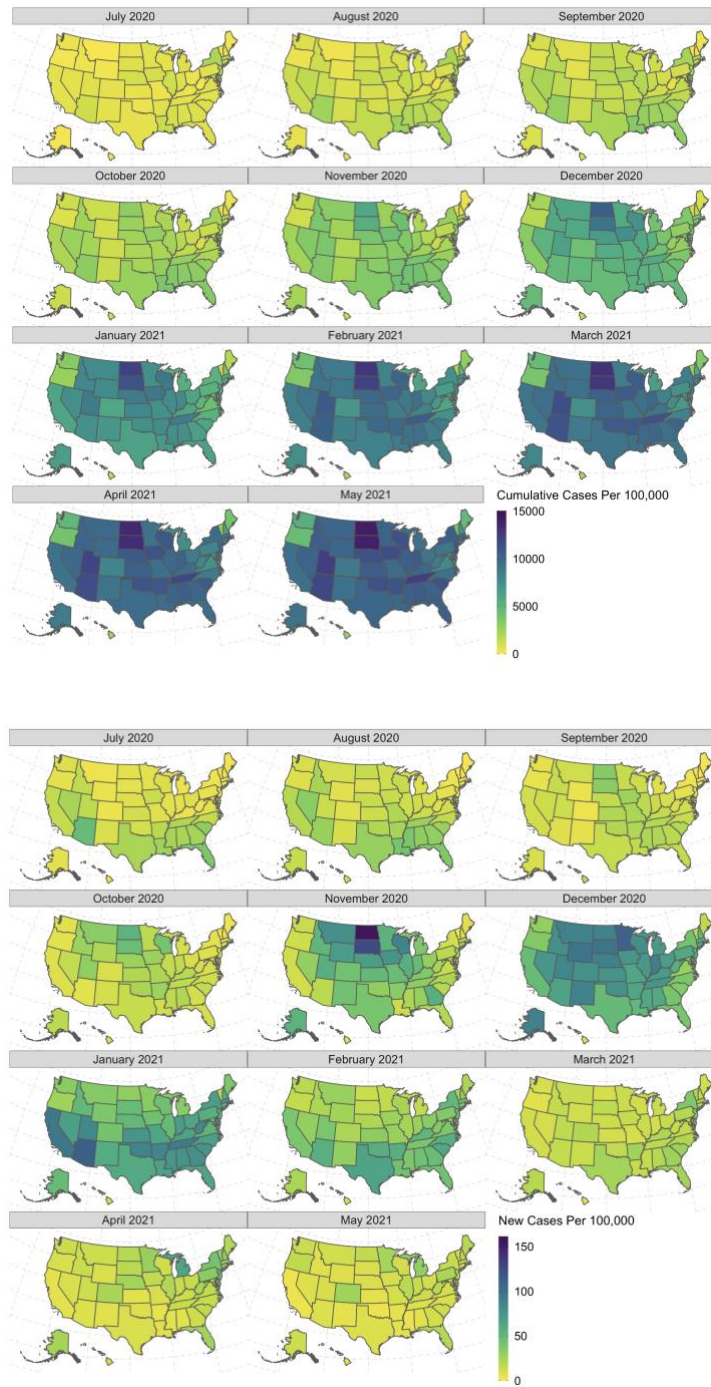 July 2020 August 2020 September 2020
October 2020 November 2020 December 2020
January 2021 February 2021 March 2021
April 2021 May 2021 Cumulative Cases Per 100,000
15000
10000
5000
0
July 2020 August 2020 September 2020
October 2020 November 2020 December 2020
January 2021 February 2021 March 2021
April 2021 May 2021 New Cases Per 100,000
150
100
50
0